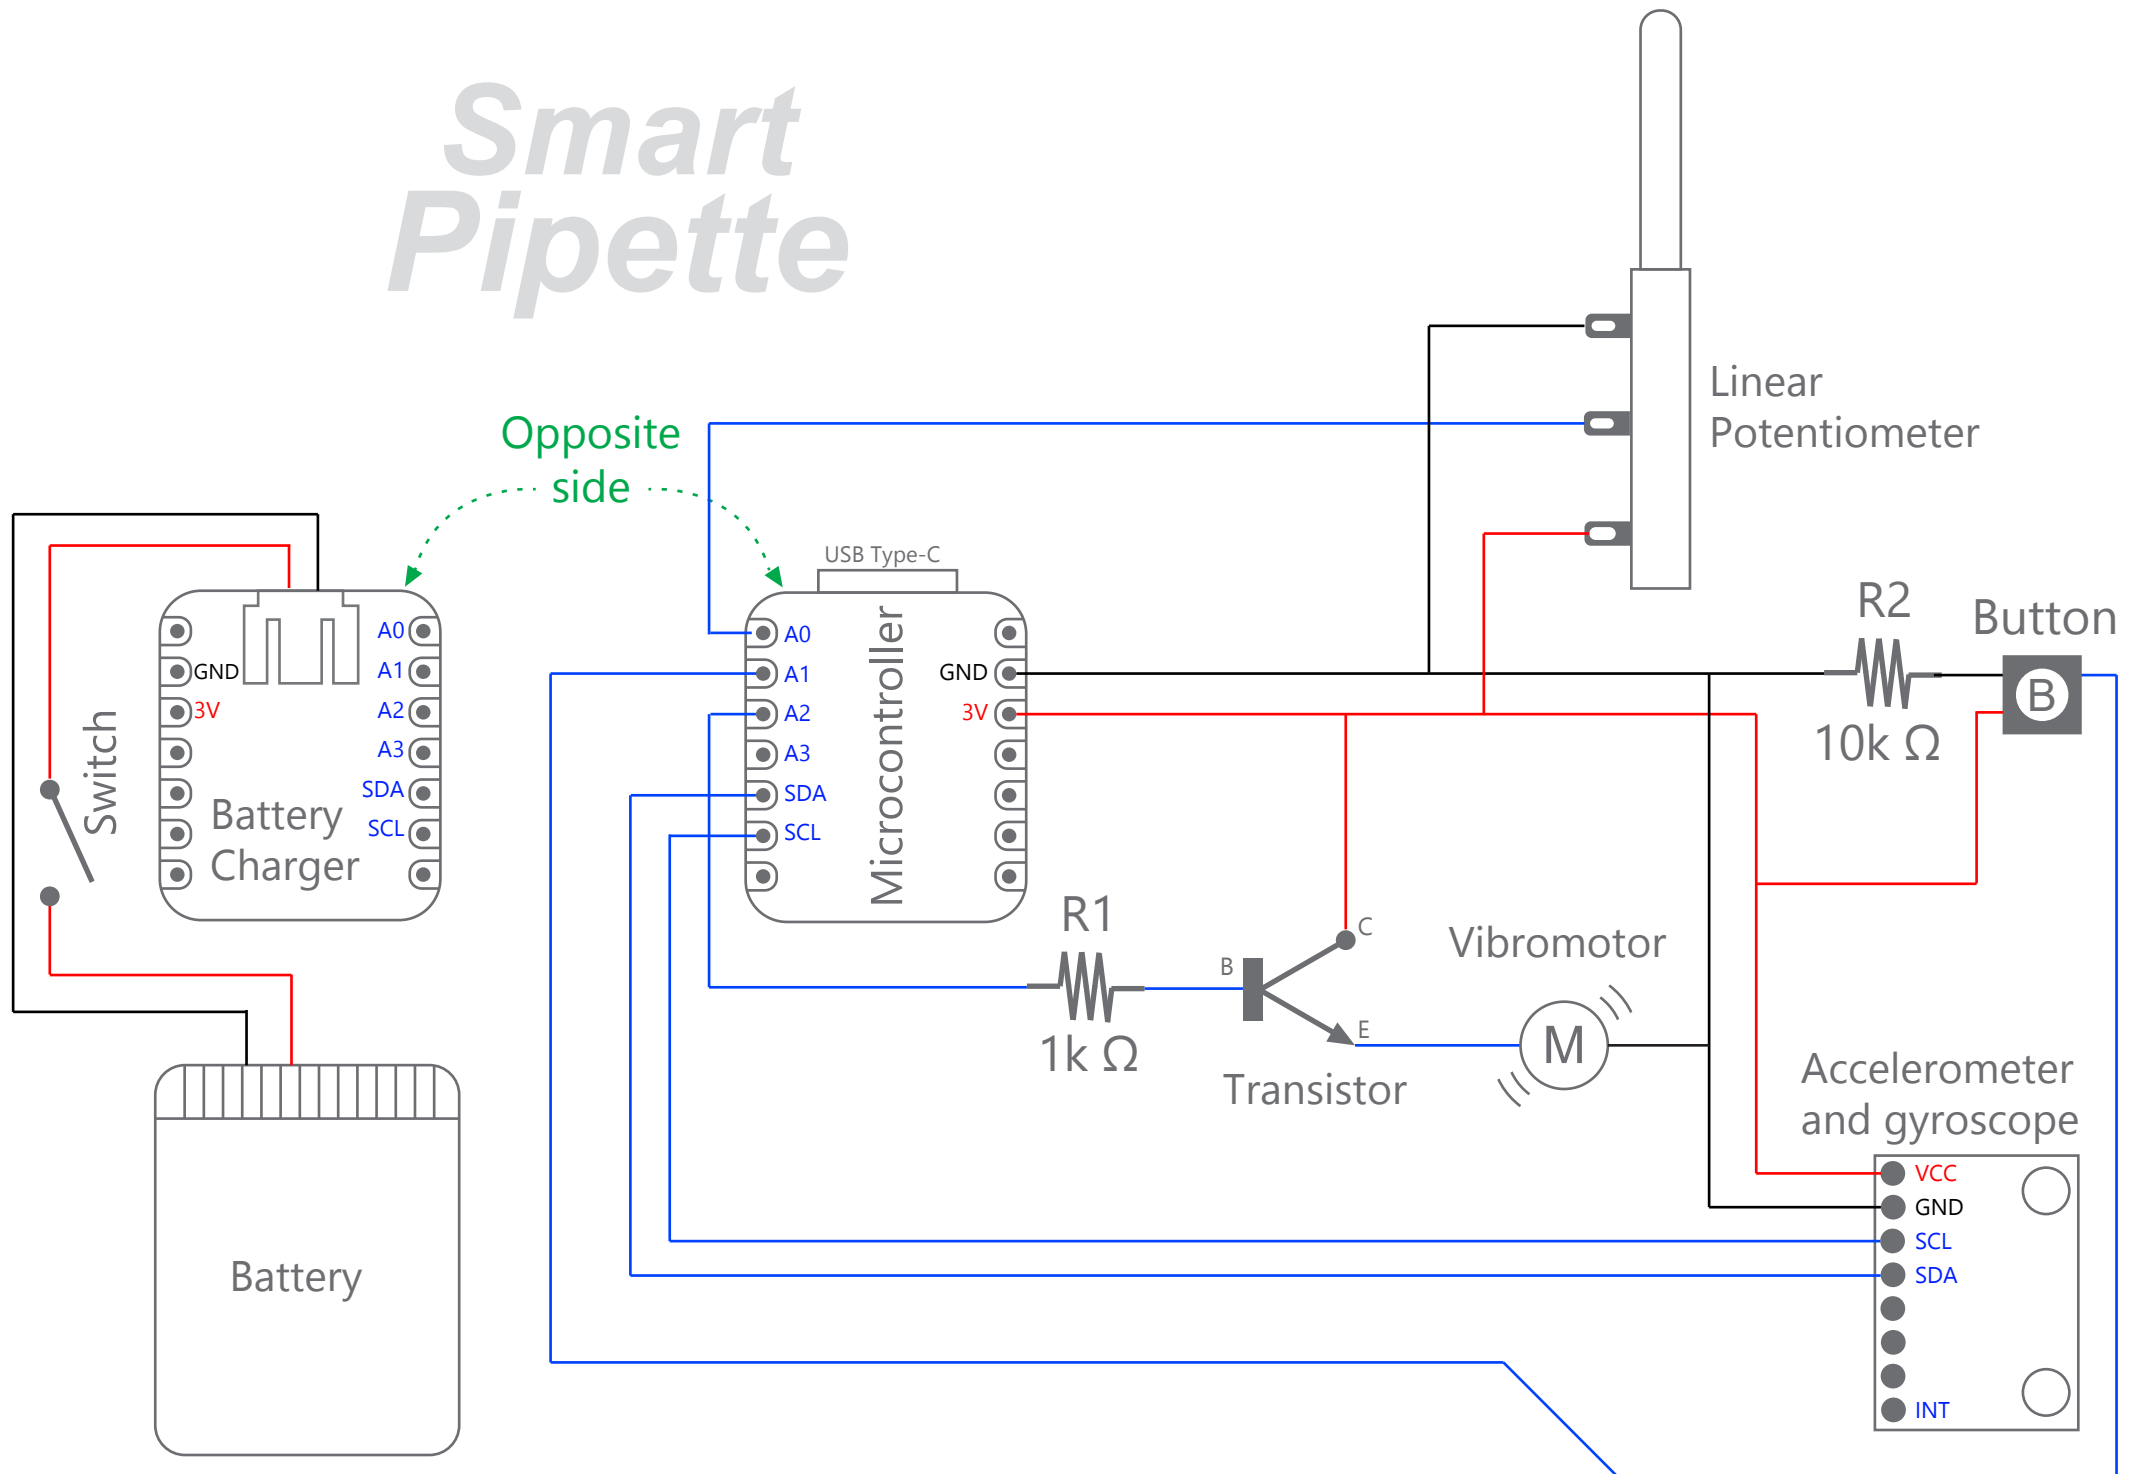 Smart
Pipette
Linear
Potentiometer
Opposite
side
USB Type-C
Switch
GND
3V
A0
A1
A2
A3
SDA
SCL
Battery
Charger
A0
A1
A2
A3
SDA
SCL
Microcontroller
GND
3V
R2
10k Ω
Button
B
R1
1k Ω
B
C
E
Transistor
Vibromotor
M
Accelerometer
and gyroscope
VCC
GND
SCL
SDA
INT
Battery